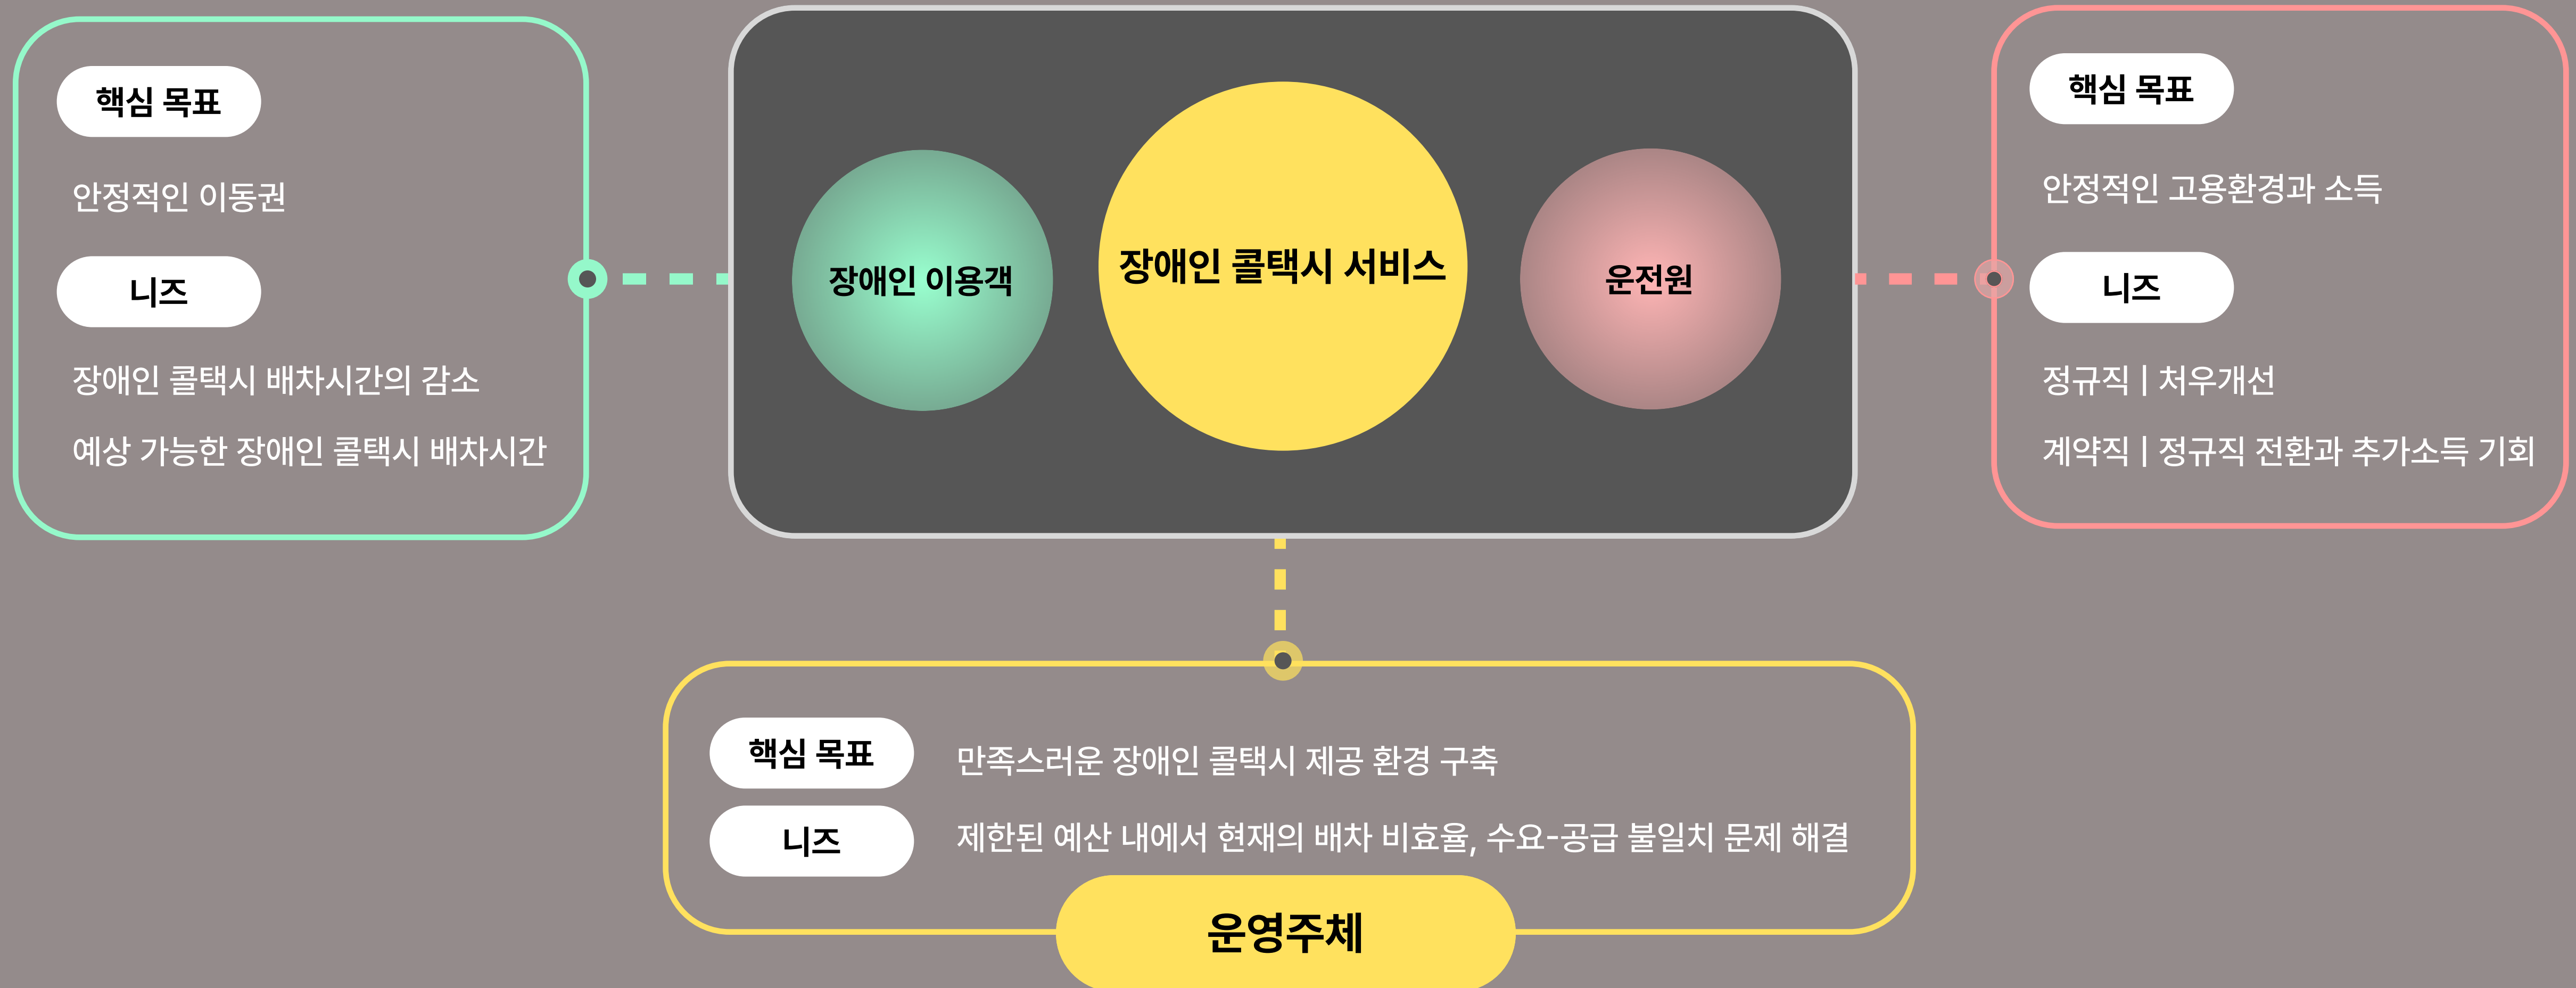 핵심 목표
안정적인 이동권
니즈
장애인 콜택시 배차시간의 감소
예상 가능한 장애인 콜택시 배차시간
장애인 이용객
장애인 콜택시 서비스
운전원
핵심 목표
안정적인 고용환경과 소득
니즈
정규직 | 처우개선
계약직 | 정규직 전환과 추가소득 기회
핵심 목표
만족스러운 장애인 콜택시 제공 환경 구축
니즈
제한된 예산 내에서 현재의 배차 비효율, 수요-공급 불일치 문제 해결
운영주체